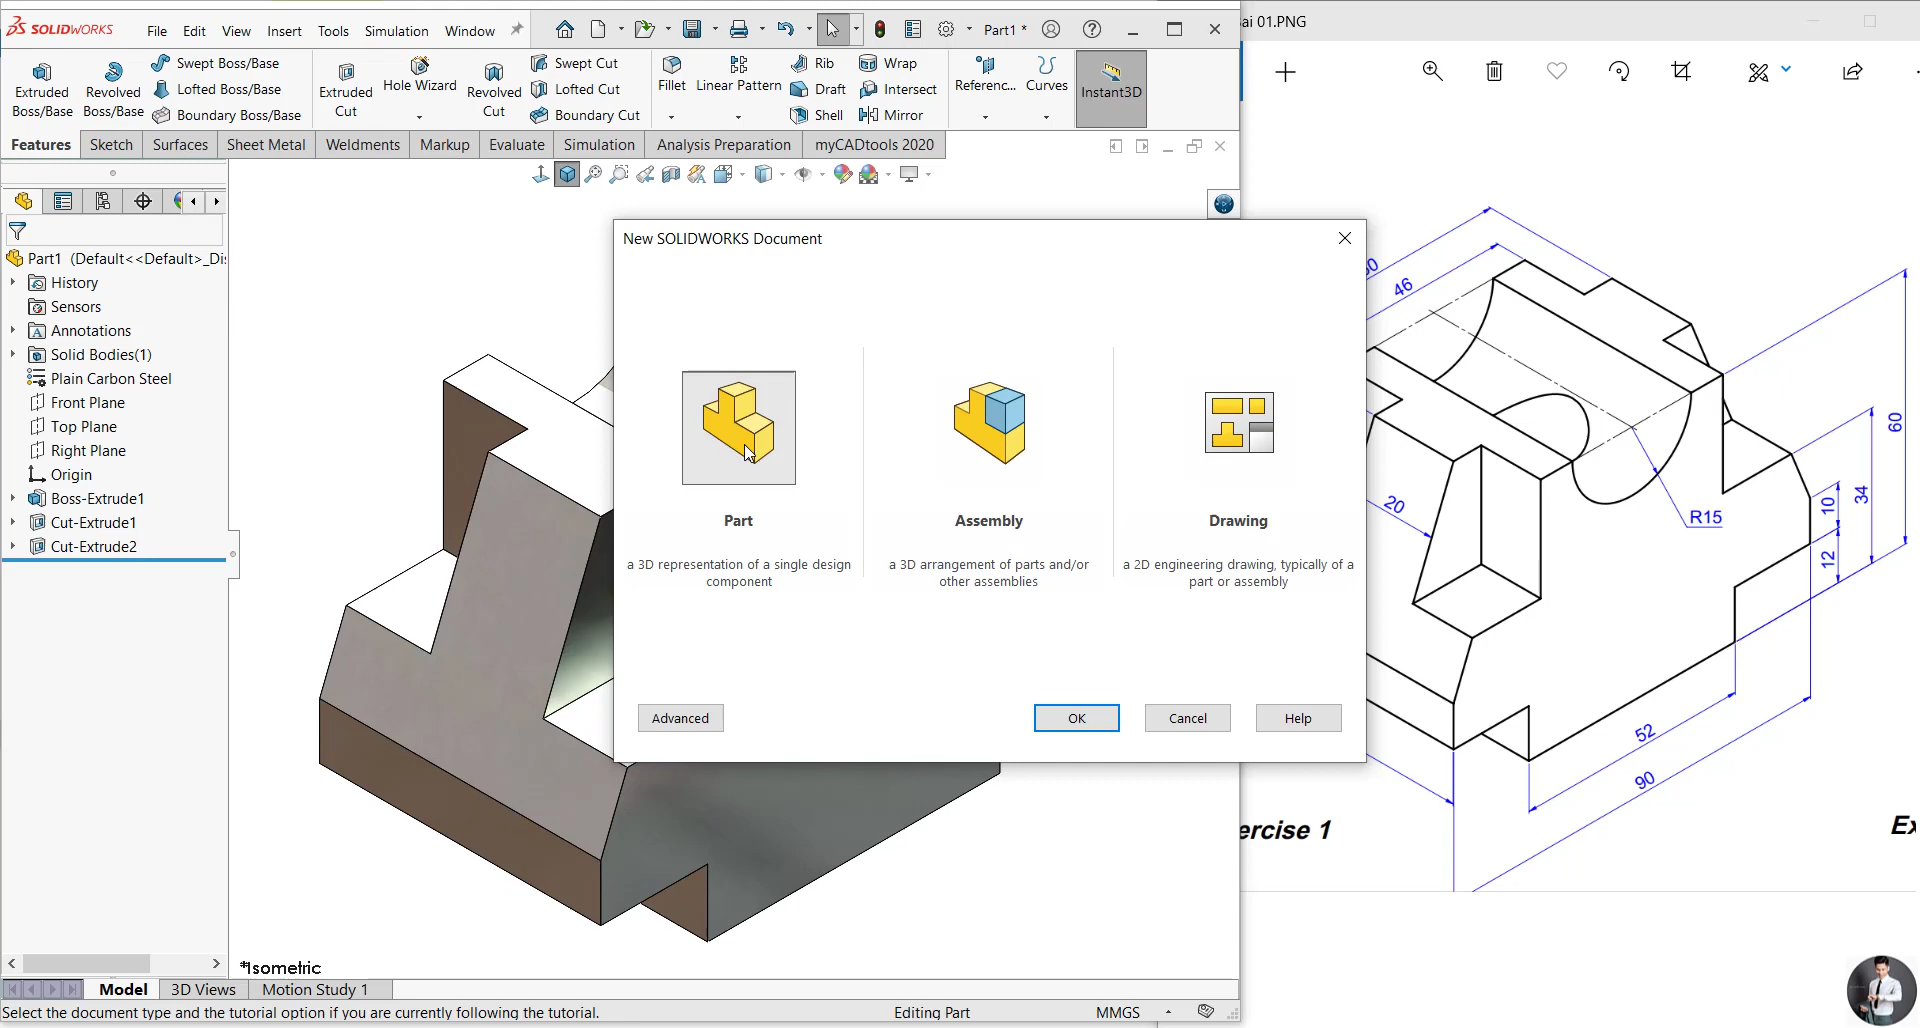 SOLIDWORKS
File Edit View Insert Tools Simulation Window
Part1 *
ai 01.PNG
Extruded Boss/Base
Revolved Boss/Base
Swept Boss/Base
Lofted Boss/Base
Boundary Boss/Base
Extruded Cut
Hole Wizard
Revolved Cut
Swept Cut
Lofted Cut
Boundary Cut
Fillet
Linear Pattern
Rib
Draft
Shell
Wrap
Intersect
Mirror
Referenc...
Curves
Instant3D
Features Sketch Surfaces Sheet Metal Weldments Markup Evaluate Simulation Analysis Preparation myCADtools 2020
Part1 (Default<<Default>_Di
History
Sensors
Annotations
Solid Bodies(1)
Plain Carbon Steel
Front Plane
Top Plane
Right Plane
Origin
Boss-Extrude1
Cut-Extrude1
Cut-Extrude2
New SOLIDWORKS Document
Part
a 3D representation of a single design
component
Assembly
a 3D arrangement of parts and/or
other assemblies
Drawing
a 2D engineering drawing, typically of a
part or assembly
Advanced
OK
Cancel
Help
46
20
R15
60
34
10
12
52
90
ercise 1
Ex
*Isometric
Model 3D Views Motion Study 1
Select the document type and the tutorial option if you are currently following the tutorial.
Editing Part
MMGS